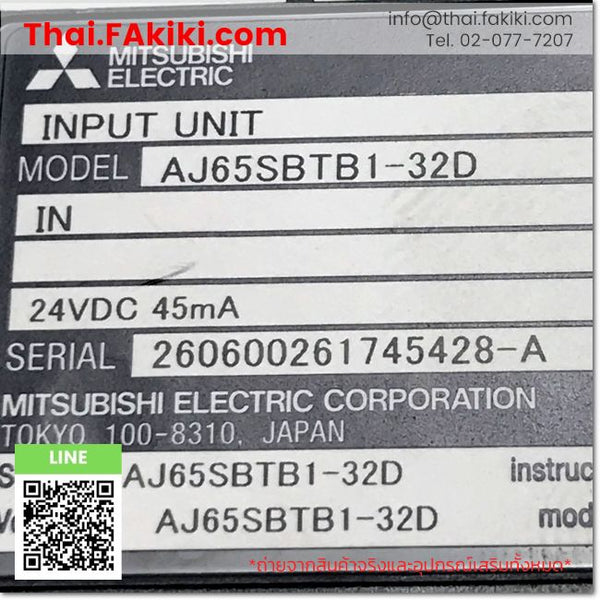 Thai.FAkiki.com
info@thai.fakiki.com
Tel. 02-077-7207
MITSUBISHI
ELECTRIC
INPUT UNIT
MODEL AJ65SBTB1-32D
IN
24VDC 45mA
SERIAL 260600261745428-A
MITSUBISHI ELECTRIC CORPORATION
TOKYO 100-8310, JAPAN
LINE
AJ65SBTB1-32D instruc
AJ65SBTB1-32D mod
*ถ่ายจากสินค้าจริงและอุปกรณ์เสริมทั้งหมด*